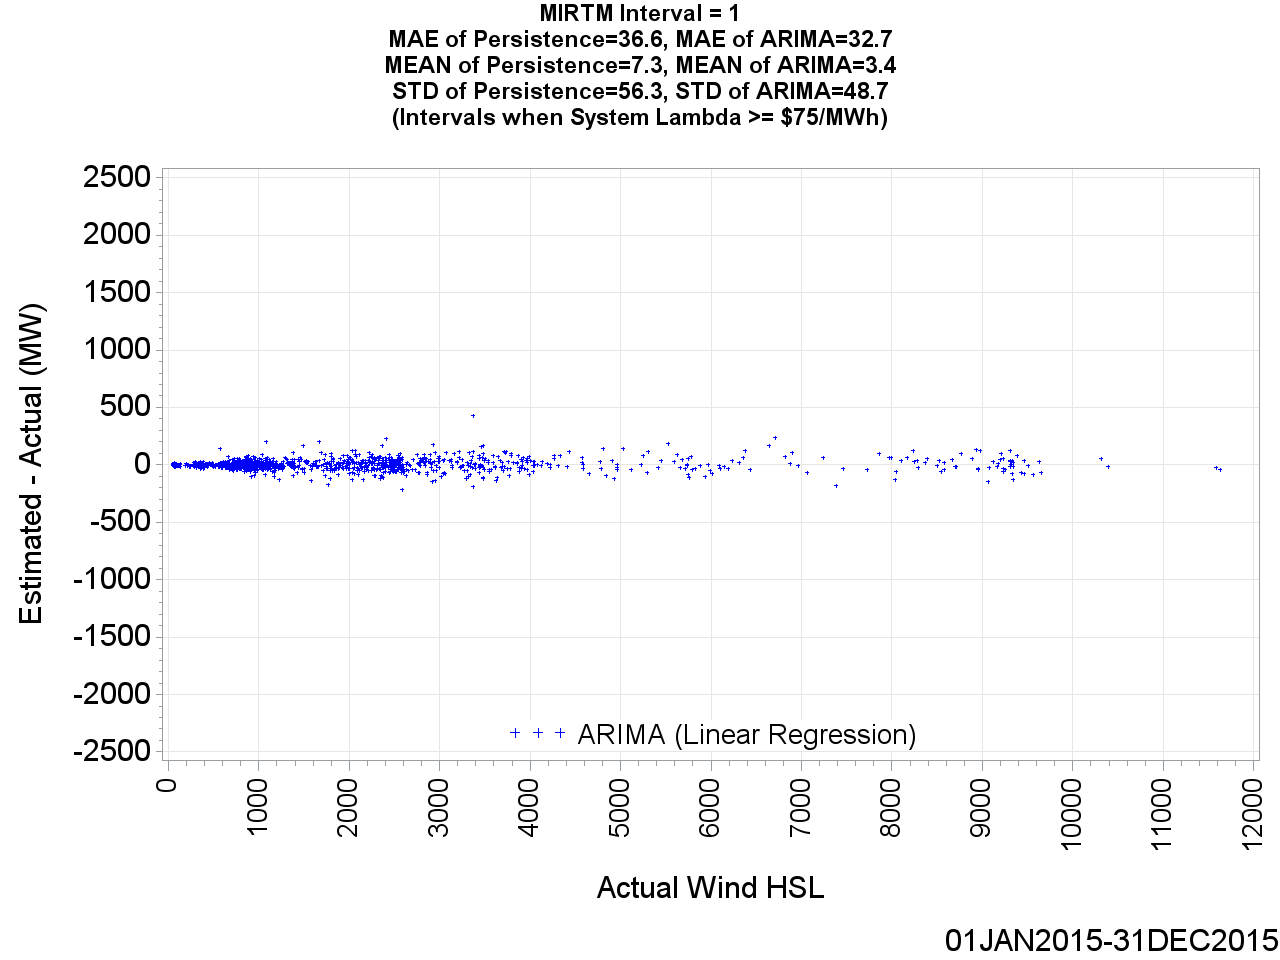 MIRTM Interval = 1
MAE of Persistence=36.6, MAE of ARIMA=32.7
MEAN of Persistence=7.3, MEAN of ARIMA=3.4
STD of Persistence=56.3, STD of ARIMA=48.7
(Intervals when System Lambda >= $75/MWh)
2500
2000
1500
1000
500
0
-500
-1000
-1500
-2000
-2500
Estimated - Actual (MW)
ARIMA (Linear Regression)
0
1000
2000
3000
4000
5000
6000
7000
8000
9000
10000
11000
12000
Actual Wind HSL
01JAN2015-31DEC2015